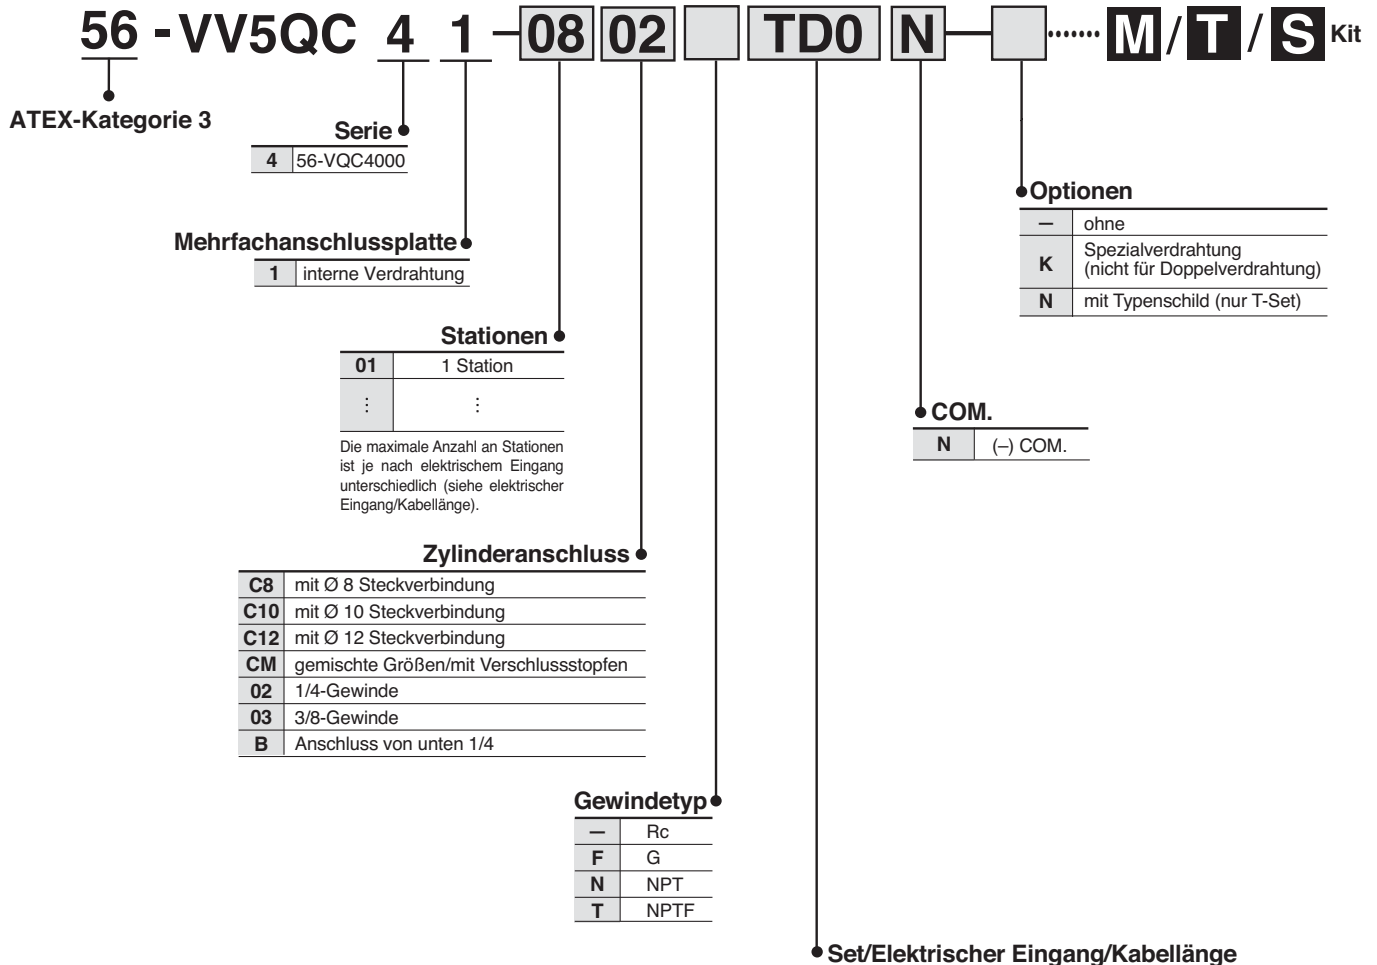 56 - VV5QC 4 1 - 08 02 TD0 N - ······· M / T / S Kit
ATEX-Kategorie 3
Serie
4 56-VQC4000
Mehrfachanschlussplatte
1 interne Verdrahtung
Optionen
— ohne
K Spezialverdrahtung
(nicht für Doppelverdrahtung)
N mit Typenschild (nur T-Set)
Stationen
01 1 Station
⋮ ⋮
Die maximale Anzahl an Stationen
ist je nach elektrischem Eingang
unterschiedlich (siehe elektrischer
Eingang/Kabellänge).
COM.
N (–) COM.
Zylinderanschluss
C8 mit Ø 8 Steckverbindung
C10 mit Ø 10 Steckverbindung
C12 mit Ø 12 Steckverbindung
CM gemischte Größen/mit Verschlussstopfen
02 1/4-Gewinde
03 3/8-Gewinde
B Anschluss von unten 1/4
Gewindetyp
— Rc
F G
N NPT
T NPTF
Set/Elektrischer Eingang/Kabellänge